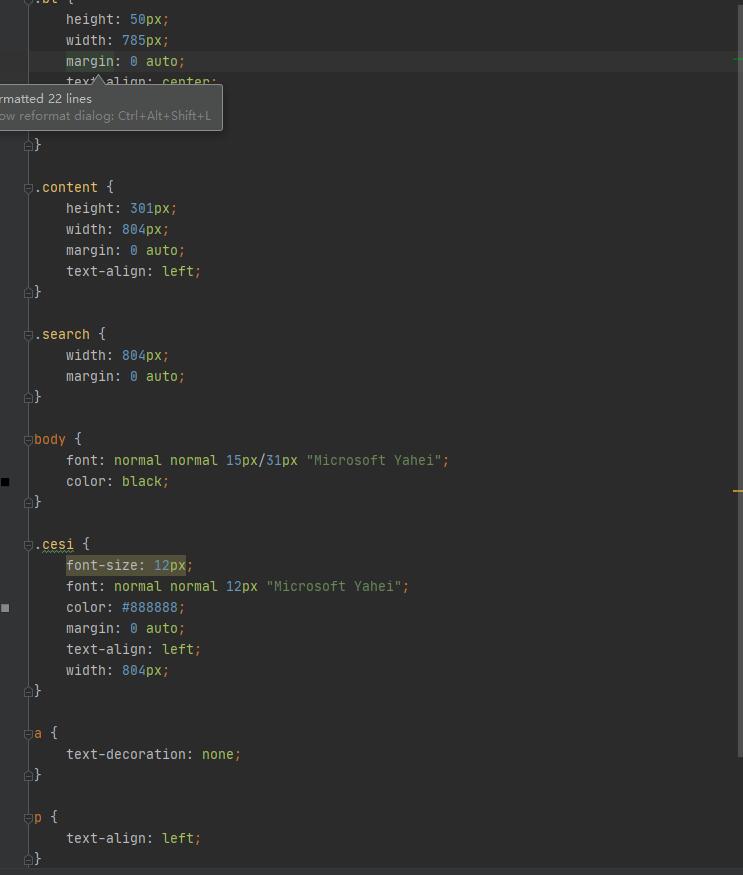 .bt {
height: 50px;
width: 785px;
margin: 0 auto;
text-align: center;
rmatted 22 lines
ow reformat dialog: Ctrl+Alt+Shift+L
}
.content {
height: 301px;
width: 804px;
margin: 0 auto;
text-align: left;
}
.search {
width: 804px;
margin: 0 auto;
}
body {
font: normal normal 15px/31px "Microsoft Yahei";
color: black;
}
.cesi {
font-size: 12px;
font: normal normal 12px "Microsoft Yahei";
color: #888888;
margin: 0 auto;
text-align: left;
width: 804px;
}
a {
text-decoration: none;
}
p {
text-align: left;
}